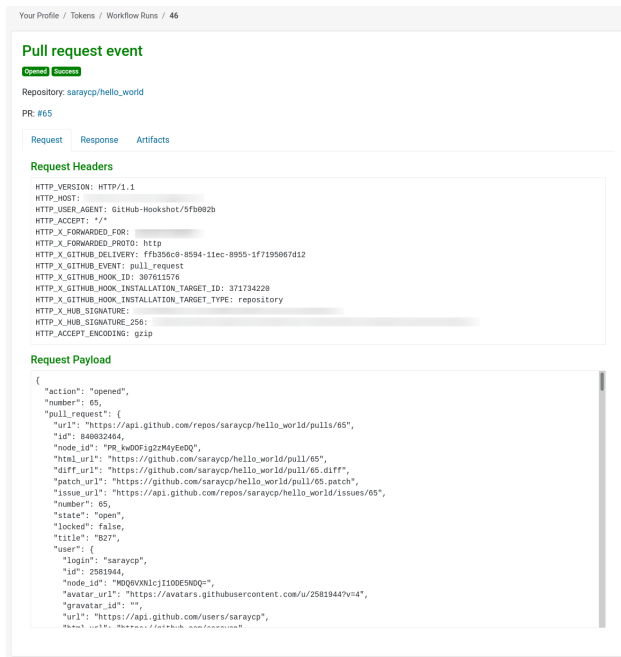 Your Profile / Tokens / Workflow Runs / 46
Pull request event
Opened Success
Repository: saraycp/hello_world
PR: #65
Request Response Artifacts
Request Headers
HTTP_VERSION: HTTP/1.1
HTTP_HOST:
HTTP_USER_AGENT: GitHub-Hookshot/5fb002b
HTTP_ACCEPT: */*
HTTP_X_FORWARDED_FOR:
HTTP_X_FORWARDED_PROTO: http
HTTP_X_GITHUB_DELIVERY: ffb356c0-8594-11ec-8955-1f7195067d12
HTTP_X_GITHUB_EVENT: pull_request
HTTP_X_GITHUB_HOOK_ID: 307611576
HTTP_X_GITHUB_HOOK_INSTALLATION_TARGET_ID: 371734220
HTTP_X_GITHUB_HOOK_INSTALLATION_TARGET_TYPE: repository
HTTP_X_HUB_SIGNATURE:
HTTP_X_HUB_SIGNATURE_256:
HTTP_ACCEPT_ENCODING: gzip
Request Payload
{
"action": "opened",
"number": 65,
"pull_request": {
"url": "https://api.github.com/repos/saraycp/hello_world/pulls/65",
"id": 840032464,
"node_id": "PR_kwDOFig2zM4yEeDQ",
"html_url": "https://github.com/saraycp/hello_world/pull/65",
"diff_url": "https://github.com/saraycp/hello_world/pull/65.diff",
"patch_url": "https://github.com/saraycp/hello_world/pull/65.patch",
"issue_url": "https://api.github.com/repos/saraycp/hello_world/issues/65",
"number": 65,
"state": "open",
"locked": false,
"title": "B27",
"user": {
"login": "saraycp",
"id": 2581944,
"node_id": "MDQ6VXNlcjI1ODE5NDQ=",
"avatar_url": "https://avatars.githubusercontent.com/u/2581944?v=4",
"gravatar_id": "",
"url": "https://api.github.com/users/saraycp",
"html_url": "https://github.com/saraycp",